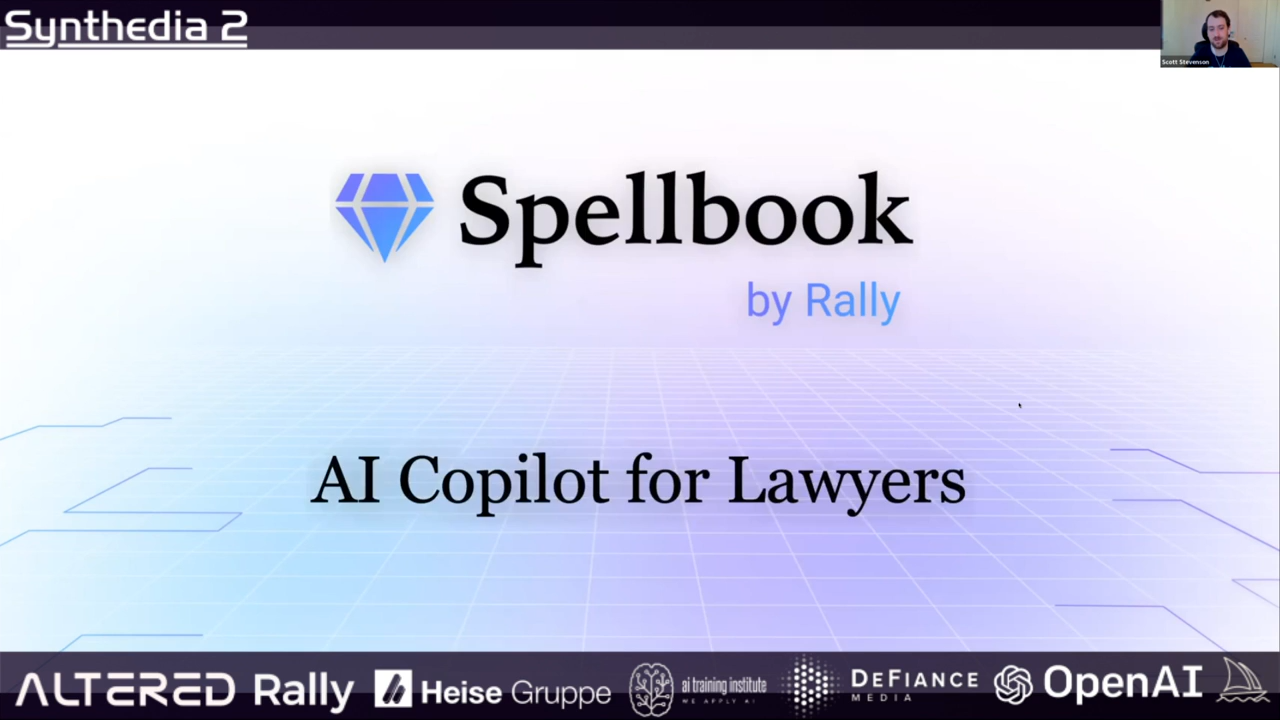 Synthedia 2
Scott Stevenson
Spellbook
by Rally
AI Copilot for Lawyers
ALTERED Rally Heise Gruppe ai training institute WE APPLY AI DEFIANCE MEDIA OpenAI